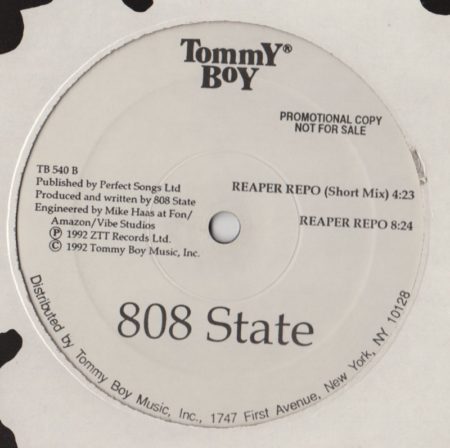 TOMMY®
BOY
PROMOTIONAL COPY
NOT FOR SALE
TB 540 B
Published by Perfect Songs Ltd
Produced and written by 808 State
Engineered by Mike Haas at Fon/
Amazon/Vibe Studios
Ⓟ 1992 ZTT Records Ltd.
© 1992 Tommy Boy Music, Inc.
REAPER REPO (Short Mix) 4:23
REAPER REPO 8:24
808 State
Distributed by Tommy Boy Music, Inc., 1747 First Avenue, New York, NY 10128